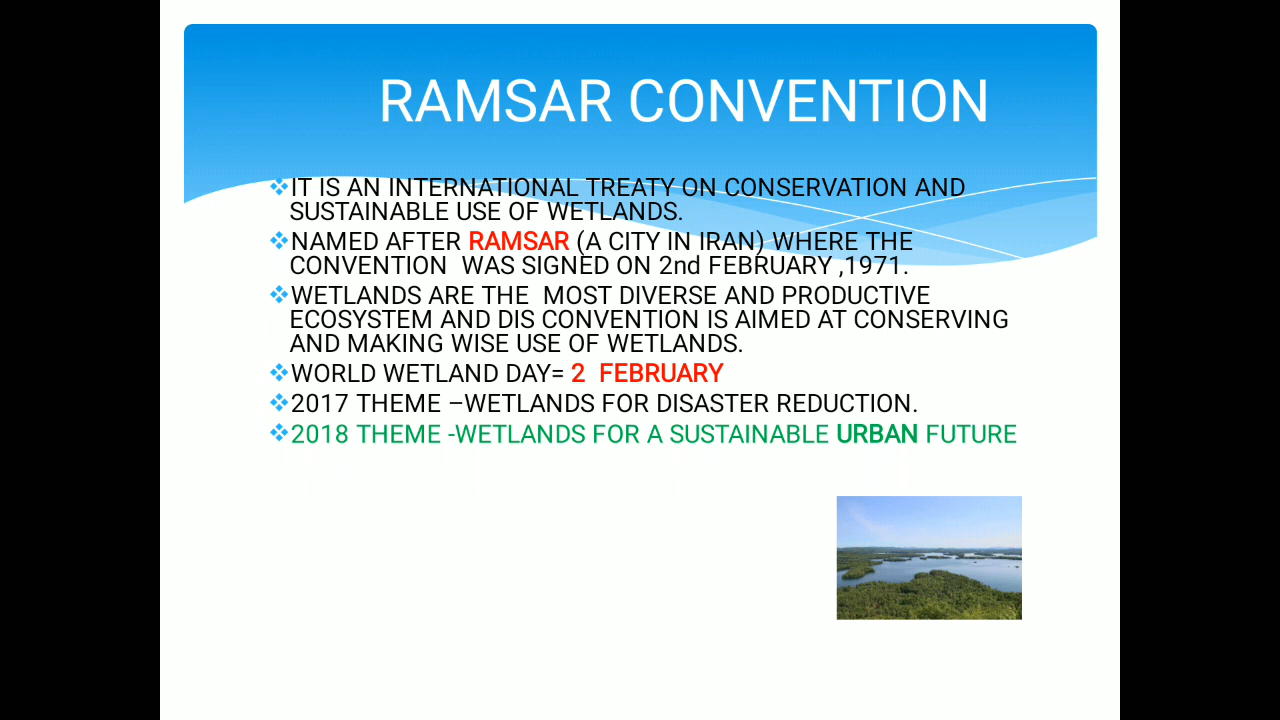 RAMSAR CONVENTION
❖IT IS AN INTERNATIONAL TREATY ON CONSERVATION AND
SUSTAINABLE USE OF WETLANDS.
❖NAMED AFTER RAMSAR (A CITY IN IRAN) WHERE THE
CONVENTION  WAS SIGNED ON 2nd FEBRUARY ,1971.
❖WETLANDS ARE THE  MOST DIVERSE AND PRODUCTIVE
ECOSYSTEM AND DIS CONVENTION IS AIMED AT CONSERVING
AND MAKING WISE USE OF WETLANDS.
❖WORLD WETLAND DAY= 2  FEBRUARY
❖2017 THEME –WETLANDS FOR DISASTER REDUCTION.
❖2018 THEME -WETLANDS FOR A SUSTAINABLE URBAN FUTURE